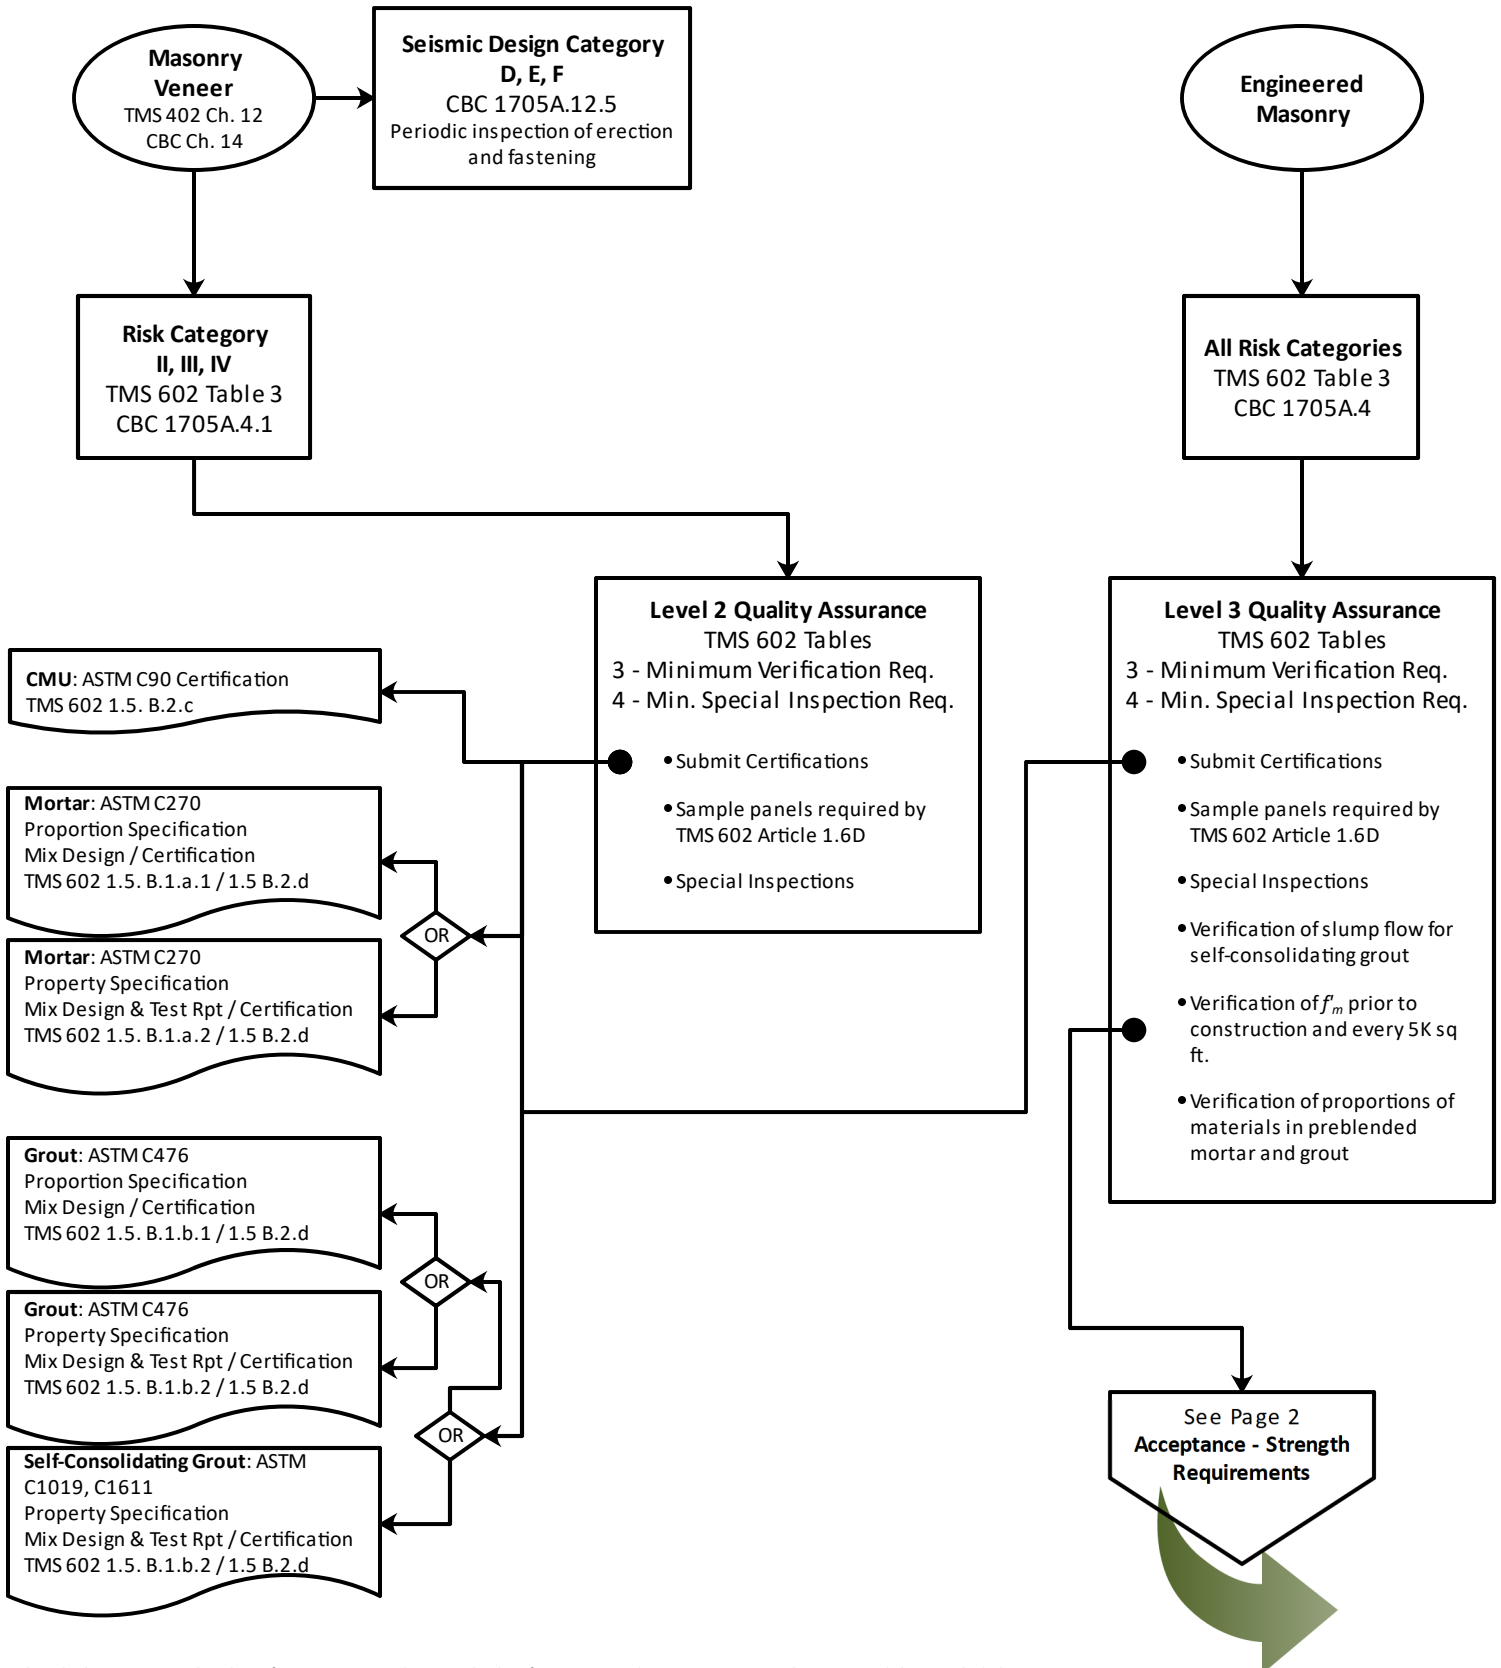 Masonry
Veneer
TMS 402 Ch. 12
CBC Ch. 14
Seismic Design Category
D, E, F
CBC 1705A.12.5
Periodic inspection of erection
and fastening
Engineered
Masonry
Risk Category
II, III, IV
TMS 602 Table 3
CBC 1705A.4.1
All Risk Categories
TMS 602 Table 3
CBC 1705A.4
Level 2 Quality Assurance
TMS 602 Tables
3 - Minimum Verification Req.
4 - Min. Special Inspection Req.
• Submit Certifications
• Sample panels required by
TMS 602 Article 1.6D
• Special Inspections
Level 3 Quality Assurance
TMS 602 Tables
3 - Minimum Verification Req.
4 - Min. Special Inspection Req.
• Submit Certifications
• Sample panels required by
TMS 602 Article 1.6D
• Special Inspections
• Verification of slump flow for
self-consolidating grout
• Verification of f'm prior to
construction and every 5K sq
ft.
• Verification of proportions of
materials in preblended
mortar and grout
CMU: ASTM C90 Certification
TMS 602 1.5. B.2.c
Mortar: ASTM C270
Proportion Specification
Mix Design / Certification
TMS 602 1.5. B.1.a.1 / 1.5 B.2.d
OR
Mortar: ASTM C270
Property Specification
Mix Design & Test Rpt / Certification
TMS 602 1.5. B.1.a.2 / 1.5 B.2.d
Grout: ASTM C476
Proportion Specification
Mix Design / Certification
TMS 602 1.5. B.1.b.1 / 1.5 B.2.d
OR
Grout: ASTM C476
Property Specification
Mix Design & Test Rpt / Certification
TMS 602 1.5. B.1.b.2 / 1.5 B.2.d
OR
Self-Consolidating Grout: ASTM
C1019, C1611
Property Specification
Mix Design & Test Rpt / Certification
TMS 602 1.5. B.1.b.2 / 1.5 B.2.d
See Page 2
Acceptance - Strength
Requirements